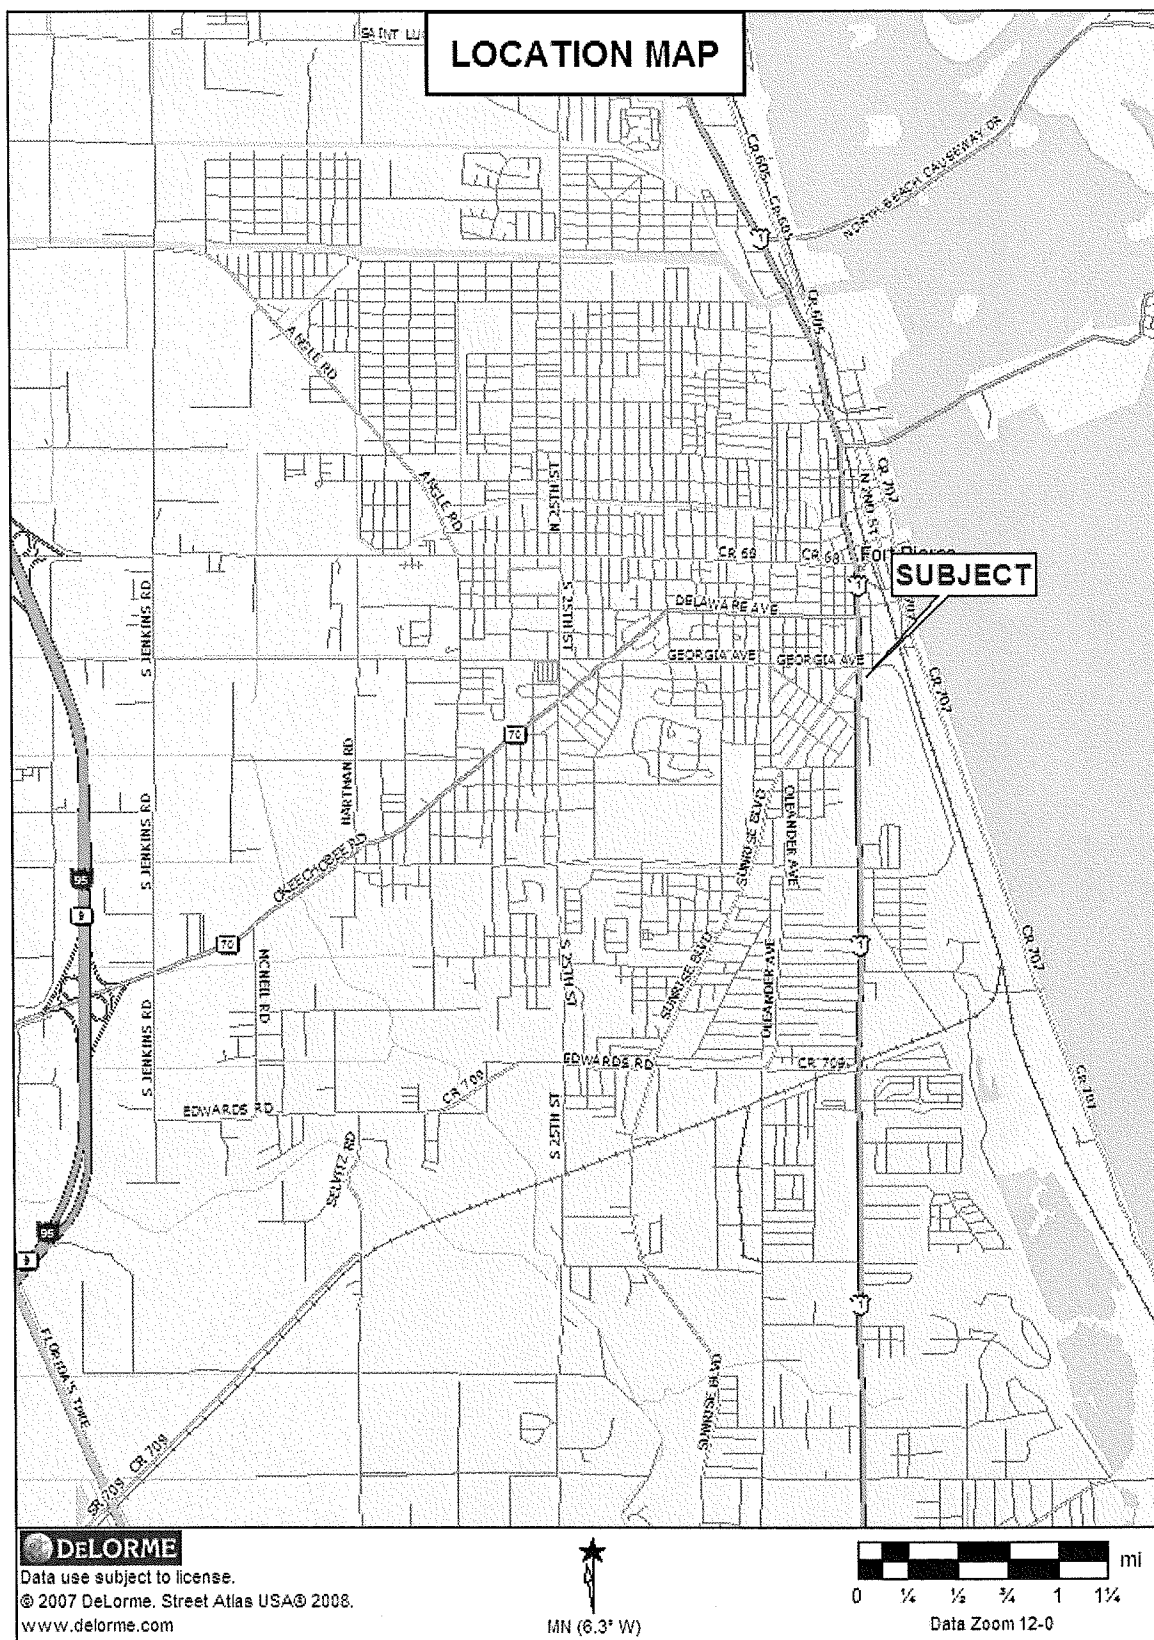 LOCATION MAP
CR 605
CR 605
NORTH BEACH CAUSEWAY DR
1
CR 605
ANGLE RD
ANGLE RD
N 25TH ST
CR 707
N 2ND ST
CR 68
CR 68
Fort Pierce
SUBJECT
1
S JENKINS RD
S 25TH ST
DELAWARE AVE
GEORGIA AVE
GEORGIA AVE
CR 707
70
HARTMAN RD
S JENKINS RD
OKEECHOBEE RD
SUNRISE BLVD
OLEANDER AVE
95
9
70
MCNEIL RD
S 25TH ST
SUNRISE BLVD
OLEANDER AVE
1
CR 707
S JENKINS RD
EDWARDS RD
CR 709
EDWARDS RD
CR 709
S 25TH ST
CR 707
SELVITZ RD
95
9
1
FLORIDA'S TPKE
SUNRISE BLVD
CR 709
SR 709
DELORME
Data use subject to license.
© 2007 DeLorme. Street Atlas USA® 2008.
www.delorme.com
MN (6.3° W)
mi
0 ¼ ½ ¾ 1 1¼
Data Zoom 12-0